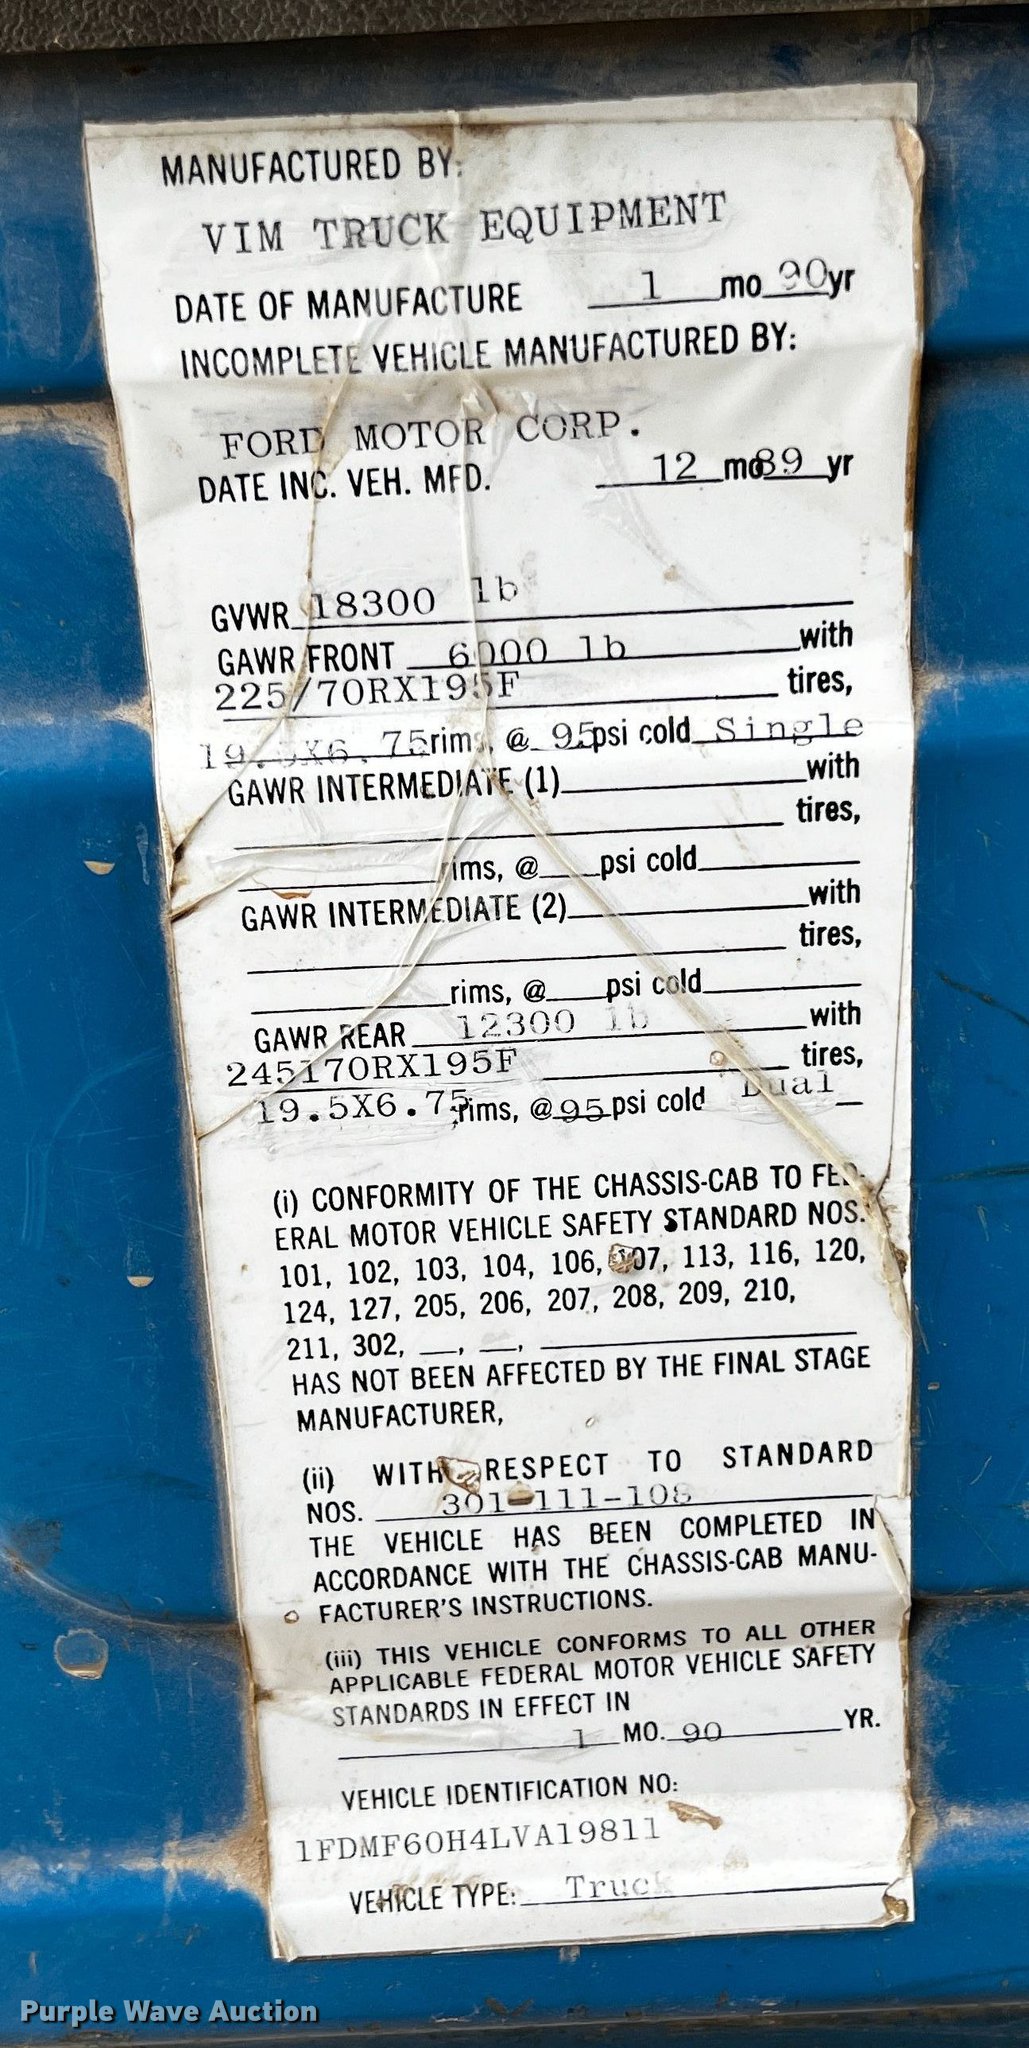 MANUFACTURED BY:
VIM TRUCK EQUIPMENT
DATE OF MANUFACTURE 1 mo 90 yr
INCOMPLETE VEHICLE MANUFACTURED BY:
FORD MOTOR CORP.
DATE INC. VEH. MFD. 12 mo 89 yr
GVWR 18300 lb
GAWR FRONT 6000 lb with
225/70RX195F tires,
19.5X6.75 rims, @ 95 psi cold Single
GAWR INTERMEDIATE (1) with
tires,
rims, @ psi cold
GAWR INTERMEDIATE (2) with
tires,
rims, @ psi cold
GAWR REAR 12300 lb with
245170RX195F tires,
19.5X6.75 rims, @ 95 psi cold Dual
(i) CONFORMITY OF THE CHASSIS-CAB TO FED-
ERAL MOTOR VEHICLE SAFETY STANDARD NOS.
101, 102, 103, 104, 106, 107, 113, 116, 120,
124, 127, 205, 206, 207, 208, 209, 210,
211, 302, __, __, ____
HAS NOT BEEN AFFECTED BY THE FINAL STAGE
MANUFACTURER,
(ii) WITH RESPECT TO STANDARD
NOS. 301-111-108
THE VEHICLE HAS BEEN COMPLETED IN
ACCORDANCE WITH THE CHASSIS-CAB MANU-
FACTURER'S INSTRUCTIONS.
(iii) THIS VEHICLE CONFORMS TO ALL OTHER
APPLICABLE FEDERAL MOTOR VEHICLE SAFETY
STANDARDS IN EFFECT IN
1 MO. 90 YR.
VEHICLE IDENTIFICATION NO:
1FDMF60H4LVA19811
VEHICLE TYPE: Truck
Purple Wave Auction